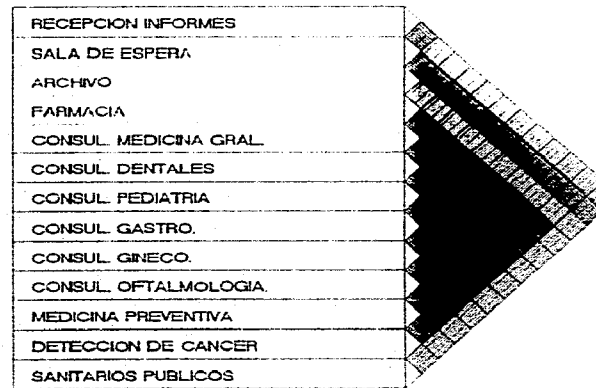 RECEPCION INFORMES
SALA DE ESPERA
ARCHIVO
FARMACIA
CONSUL. MEDICINA GRAL.
CONSUL. DENTALES
CONSUL. PEDIATRIA
CONSUL. GASTRO.
CONSUL. GINECO.
CONSUL. OFTALMOLOGIA.
MEDICINA PREVENTIVA
DETECCION DE CANCER
SANITARIOS PUBLICOS